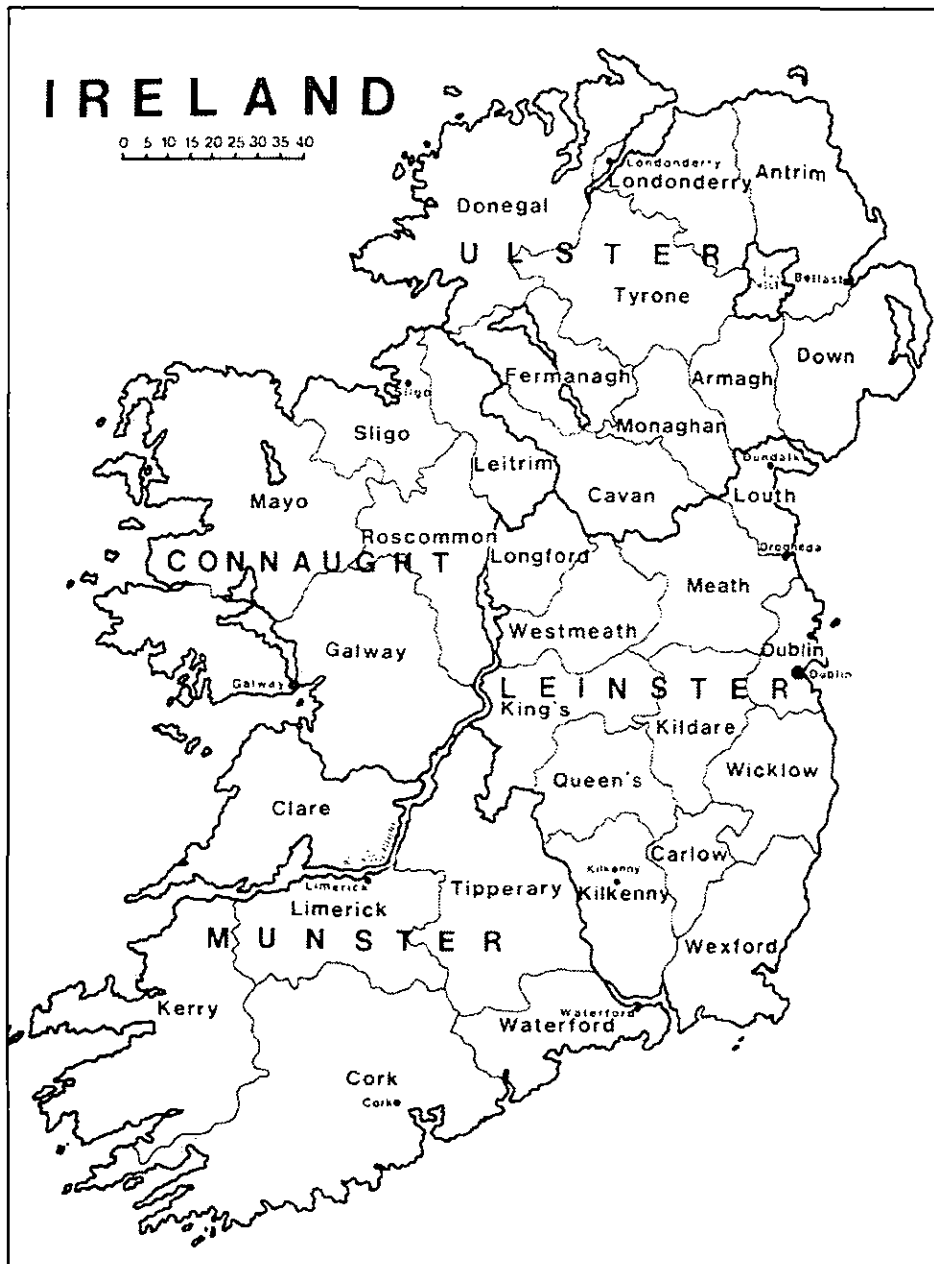 IRELAND
0 5 10 15 20 25 30 35 40
Londonderry
Londonderry
Antrim
Donegal
ULSTER
Belfast
Tyrone
Down
Fermanagh
Armagh
Sligo
Monaghan
Sligo
Dundalk
Leitrim
Cavan
Louth
Mayo
Roscommon
Longford
Drogheda
CONNAUGHT
Meath
Westmeath
Galway
Dublin
Dublin
Galway
LEINSTER
King's
Kildare
Queen's
Wicklow
Clare
Carlow
Kilkenny
Limerick
Tipperary
Kilkenny
Limerick
MUNSTER
Wexford
Kerry
Waterford
Waterford
Cork
Cork